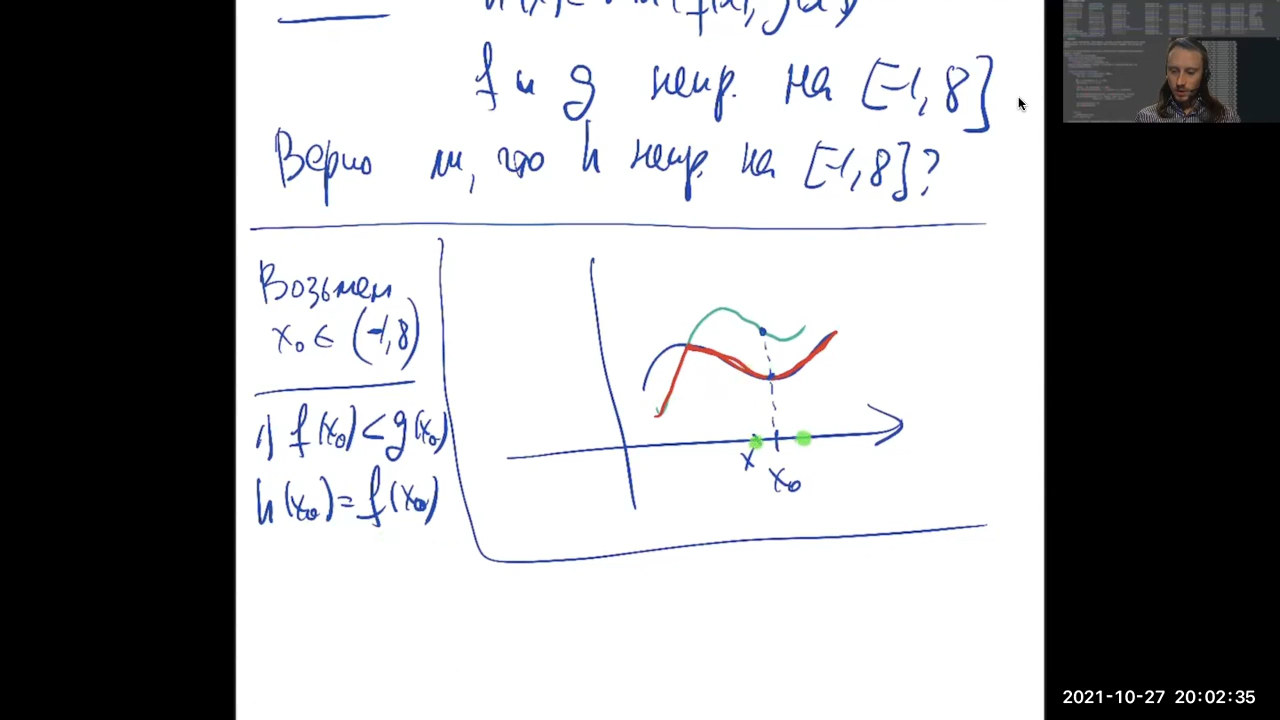 f и g непр. на [-1, 8]
Верно ли, что h непр. на [-1, 8]?
Возьмем
x₀ ∈ (-1, 8)
1) f(x₀) < g(x₀)
h(x₀) = f(x₀)
x
x₀
2021-10-27 20:02:35